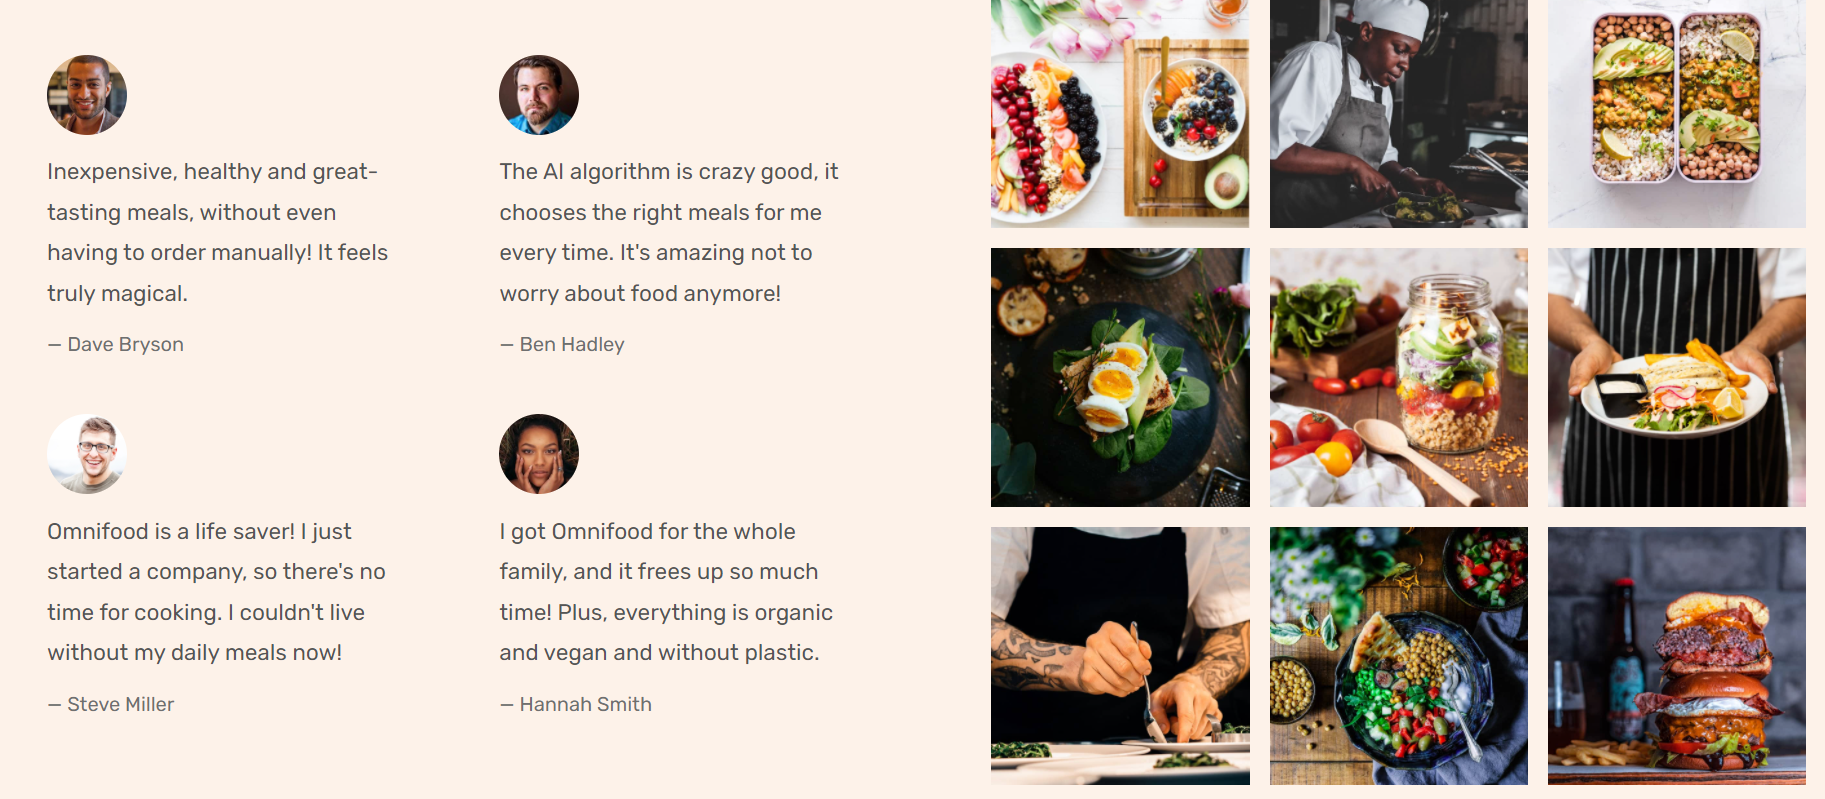 Inexpensive, healthy and great-
tasting meals, without even
having to order manually! It feels
truly magical.
— Dave Bryson
The AI algorithm is crazy good, it
chooses the right meals for me
every time. It's amazing not to
worry about food anymore!
— Ben Hadley
Omnifood is a life saver! I just
started a company, so there's no
time for cooking. I couldn't live
without my daily meals now!
— Steve Miller
I got Omnifood for the whole
family, and it frees up so much
time! Plus, everything is organic
and vegan and without plastic.
— Hannah Smith